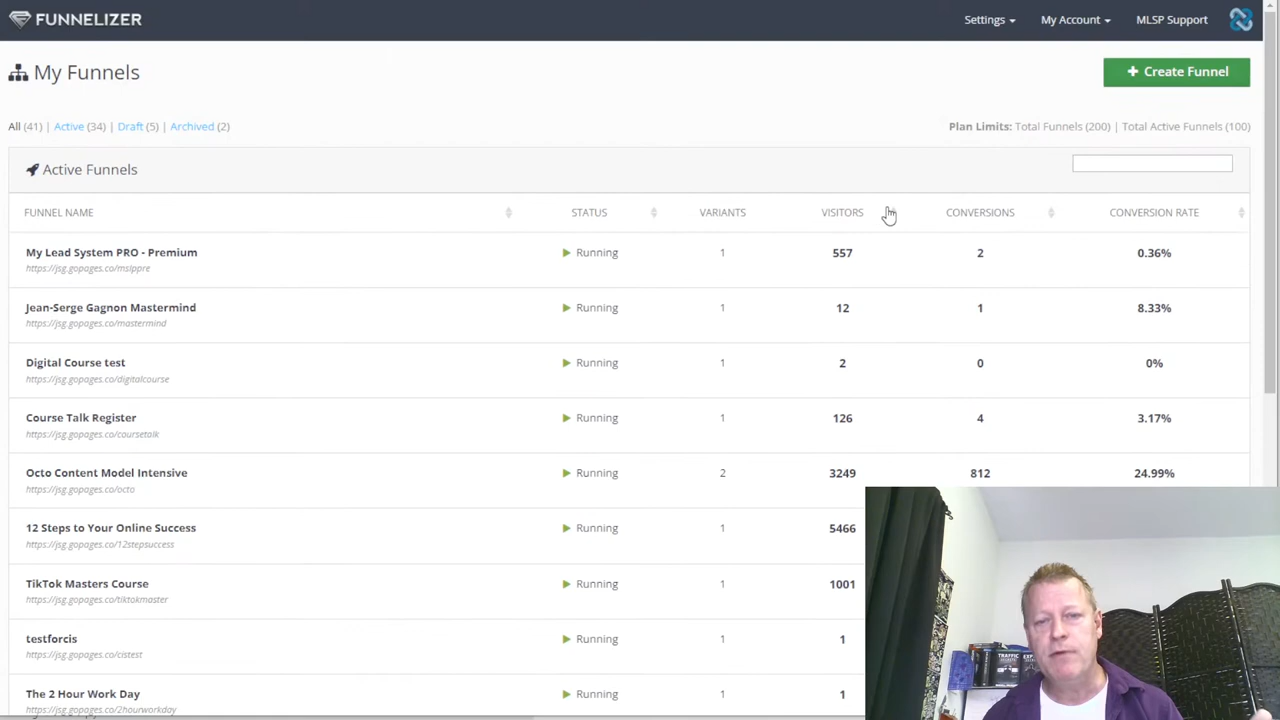 FUNNELIZER
Settings My Account MLSP Support
My Funnels
+ Create Funnel
All (41) | Active (34) | Draft (5) | Archived (2)
Plan Limits: Total Funnels (200) | Total Active Funnels (100)
Active Funnels
FUNNEL NAME STATUS VARIANTS VISITORS CONVERSIONS CONVERSION RATE
My Lead System PRO - Premium Running 1 557 2 0.36%
https://jsg.gopages.co/mslppre
Jean-Serge Gagnon Mastermind Running 1 12 1 8.33%
https://jsg.gopages.co/mastermind
Digital Course test Running 1 2 0 0%
https://jsg.gopages.co/digitalcourse
Course Talk Register Running 1 126 4 3.17%
https://jsg.gopages.co/coursetalk
Octo Content Model Intensive Running 2 3249 812 24.99%
https://jsg.gopages.co/octo
12 Steps to Your Online Success Running 1 5466
https://jsg.gopages.co/12stepsuccess
TikTok Masters Course Running 1 1001
https://jsg.gopages.co/tiktokmaster
testforcis Running 1 1
https://jsg.gopages.co/cistest
TRAFFIC
The 2 Hour Work Day Running 1 1
https://jsg.gopages.co/2hourworkday